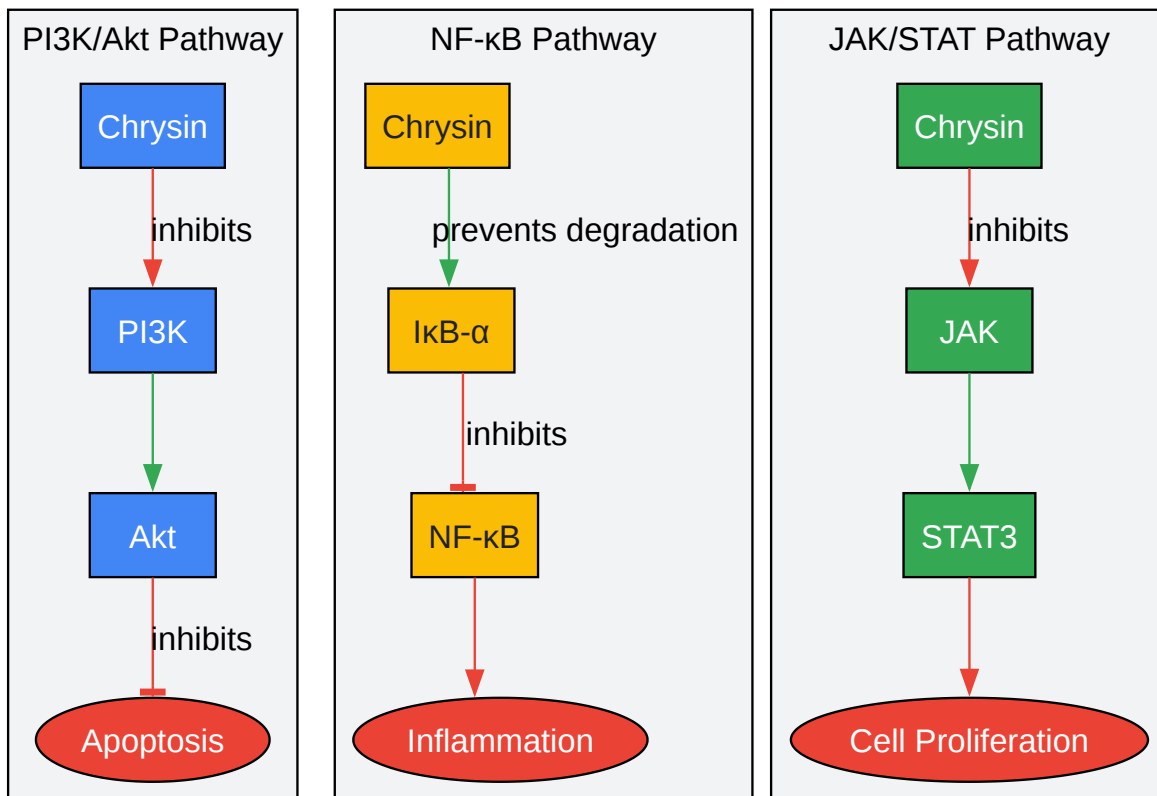 PI3K/Akt Pathway
Chrysin
inhibits
PI3K
Akt
inhibits
Apoptosis
NF-κB Pathway
Chrysin
prevents degradation
IκB-α
inhibits
NF-κB
Inflammation
JAK/STAT Pathway
Chrysin
inhibits
JAK
STAT3
Cell Proliferation